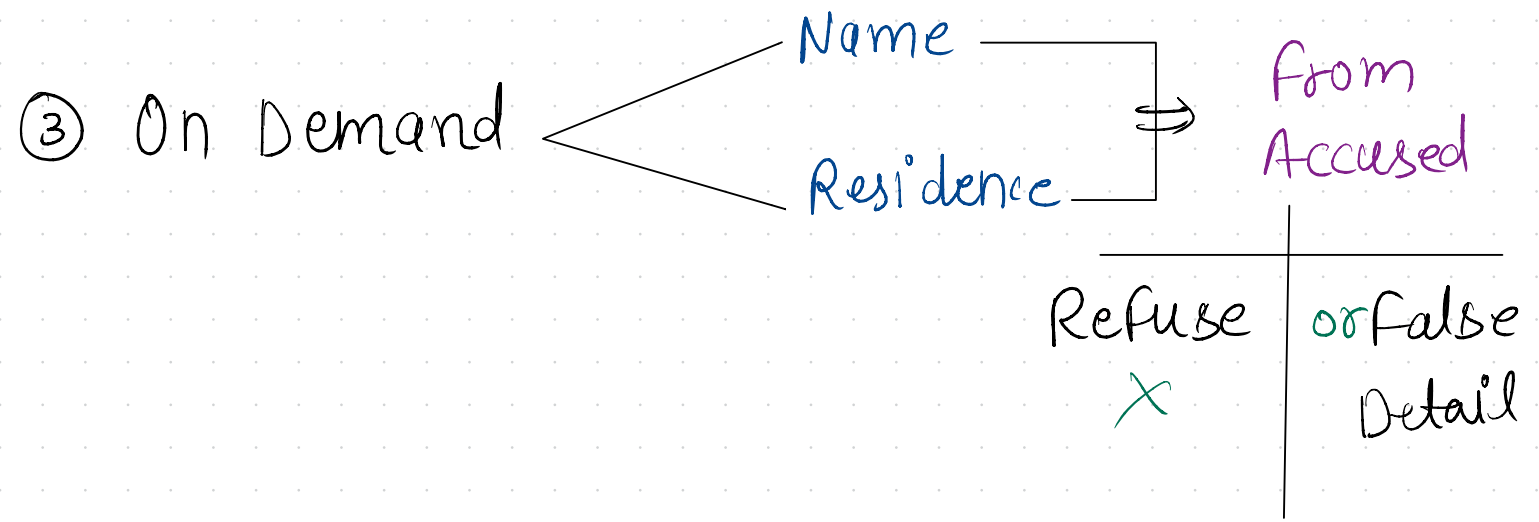 Name
③ On Demand
Residence
From
Accused
Refuse
or False
X
Detail